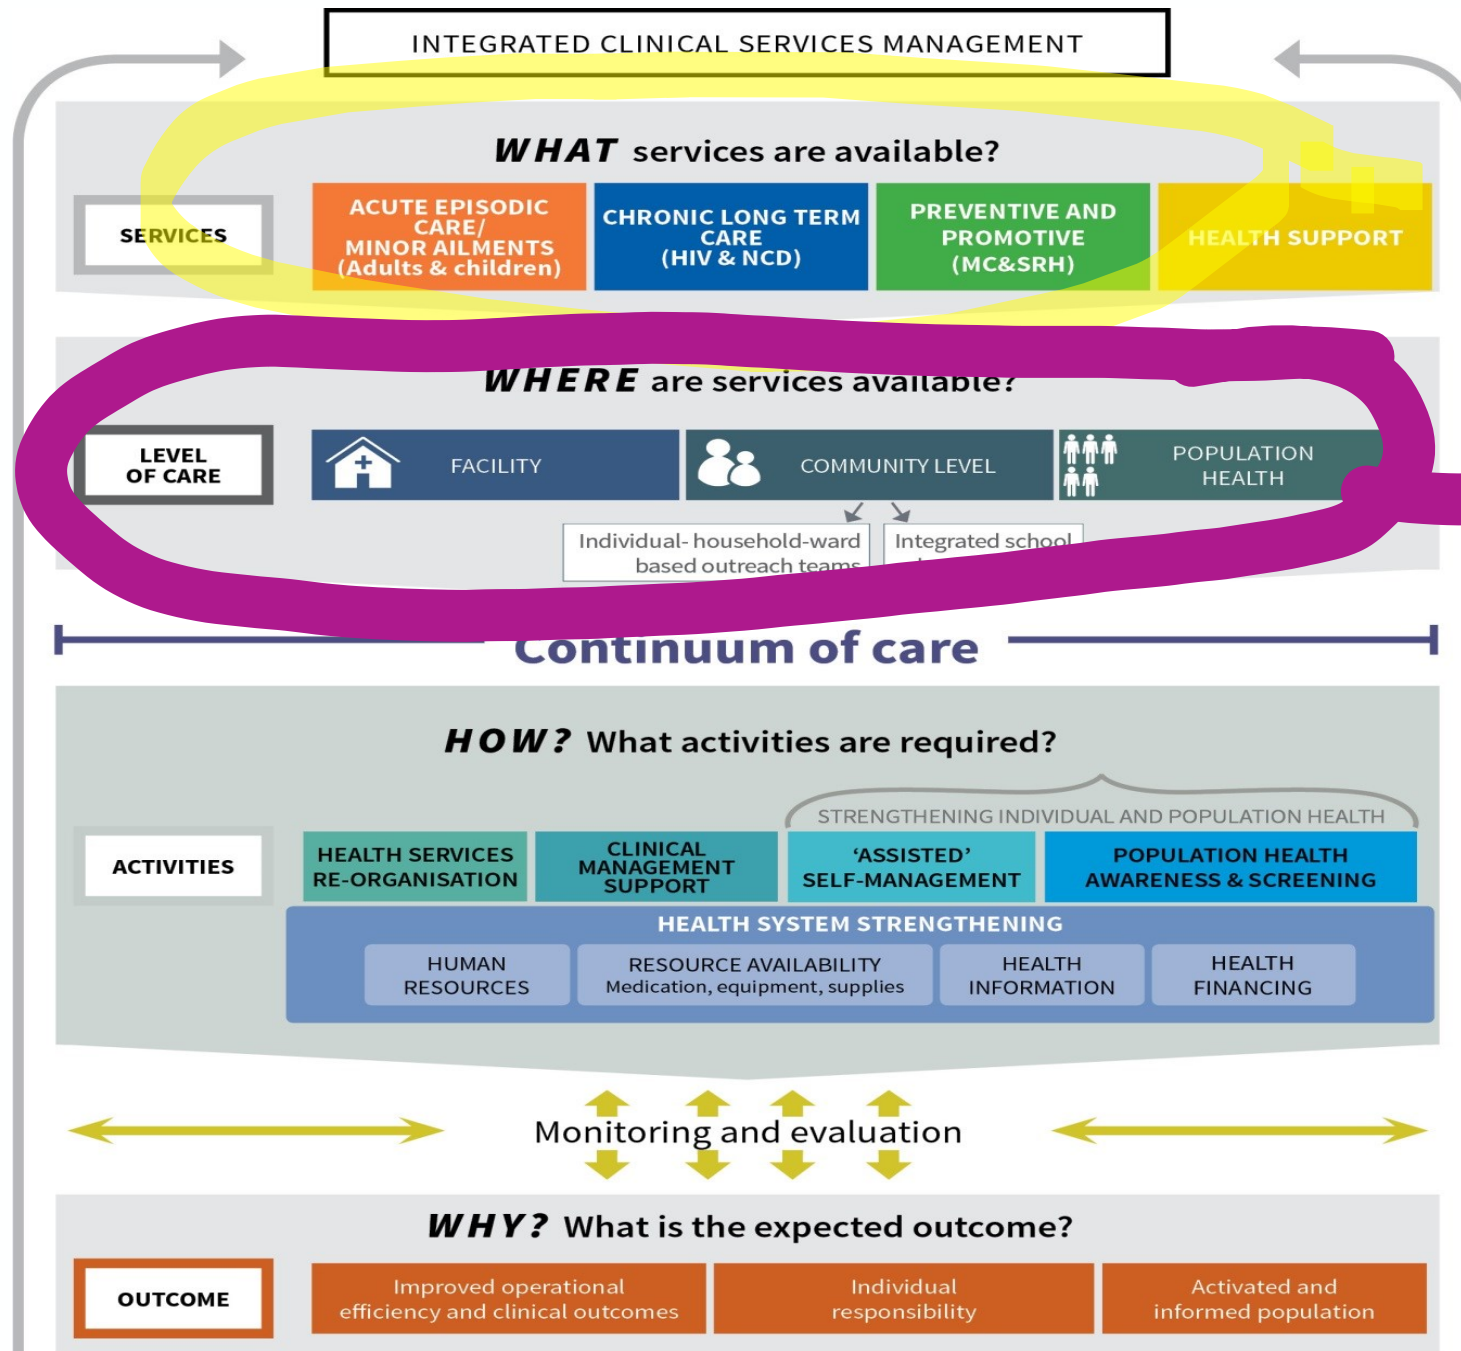 INTEGRATED CLINICAL SERVICES MANAGEMENT
WHAT services are available?
SERVICES
ACUTE EPISODIC
CARE/
MINOR AILMENTS
(Adults & children)
CHRONIC LONG TERM
CARE
(HIV & NCD)
PREVENTIVE AND
PROMOTIVE
(MC&SRH)
HEALTH SUPPORT
WHERE are services available?
LEVEL
OF CARE
FACILITY
COMMUNITY LEVEL
POPULATION
HEALTH
Individual- household-ward
based outreach teams
Integrated school
Continuum of care
HOW? What activities are required?
STRENGTHENING INDIVIDUAL AND POPULATION HEALTH
ACTIVITIES
HEALTH SERVICES
RE-ORGANISATION
CLINICAL
MANAGEMENT
SUPPORT
‘ASSISTED’
SELF-MANAGEMENT
POPULATION HEALTH
AWARENESS & SCREENING
HEALTH SYSTEM STRENGTHENING
HUMAN
RESOURCES
RESOURCE AVAILABILITY
Medication, equipment, supplies
HEALTH
INFORMATION
HEALTH
FINANCING
Monitoring and evaluation
WHY? What is the expected outcome?
OUTCOME
Improved operational
efficiency and clinical outcomes
Individual
responsibility
Activated and
informed population